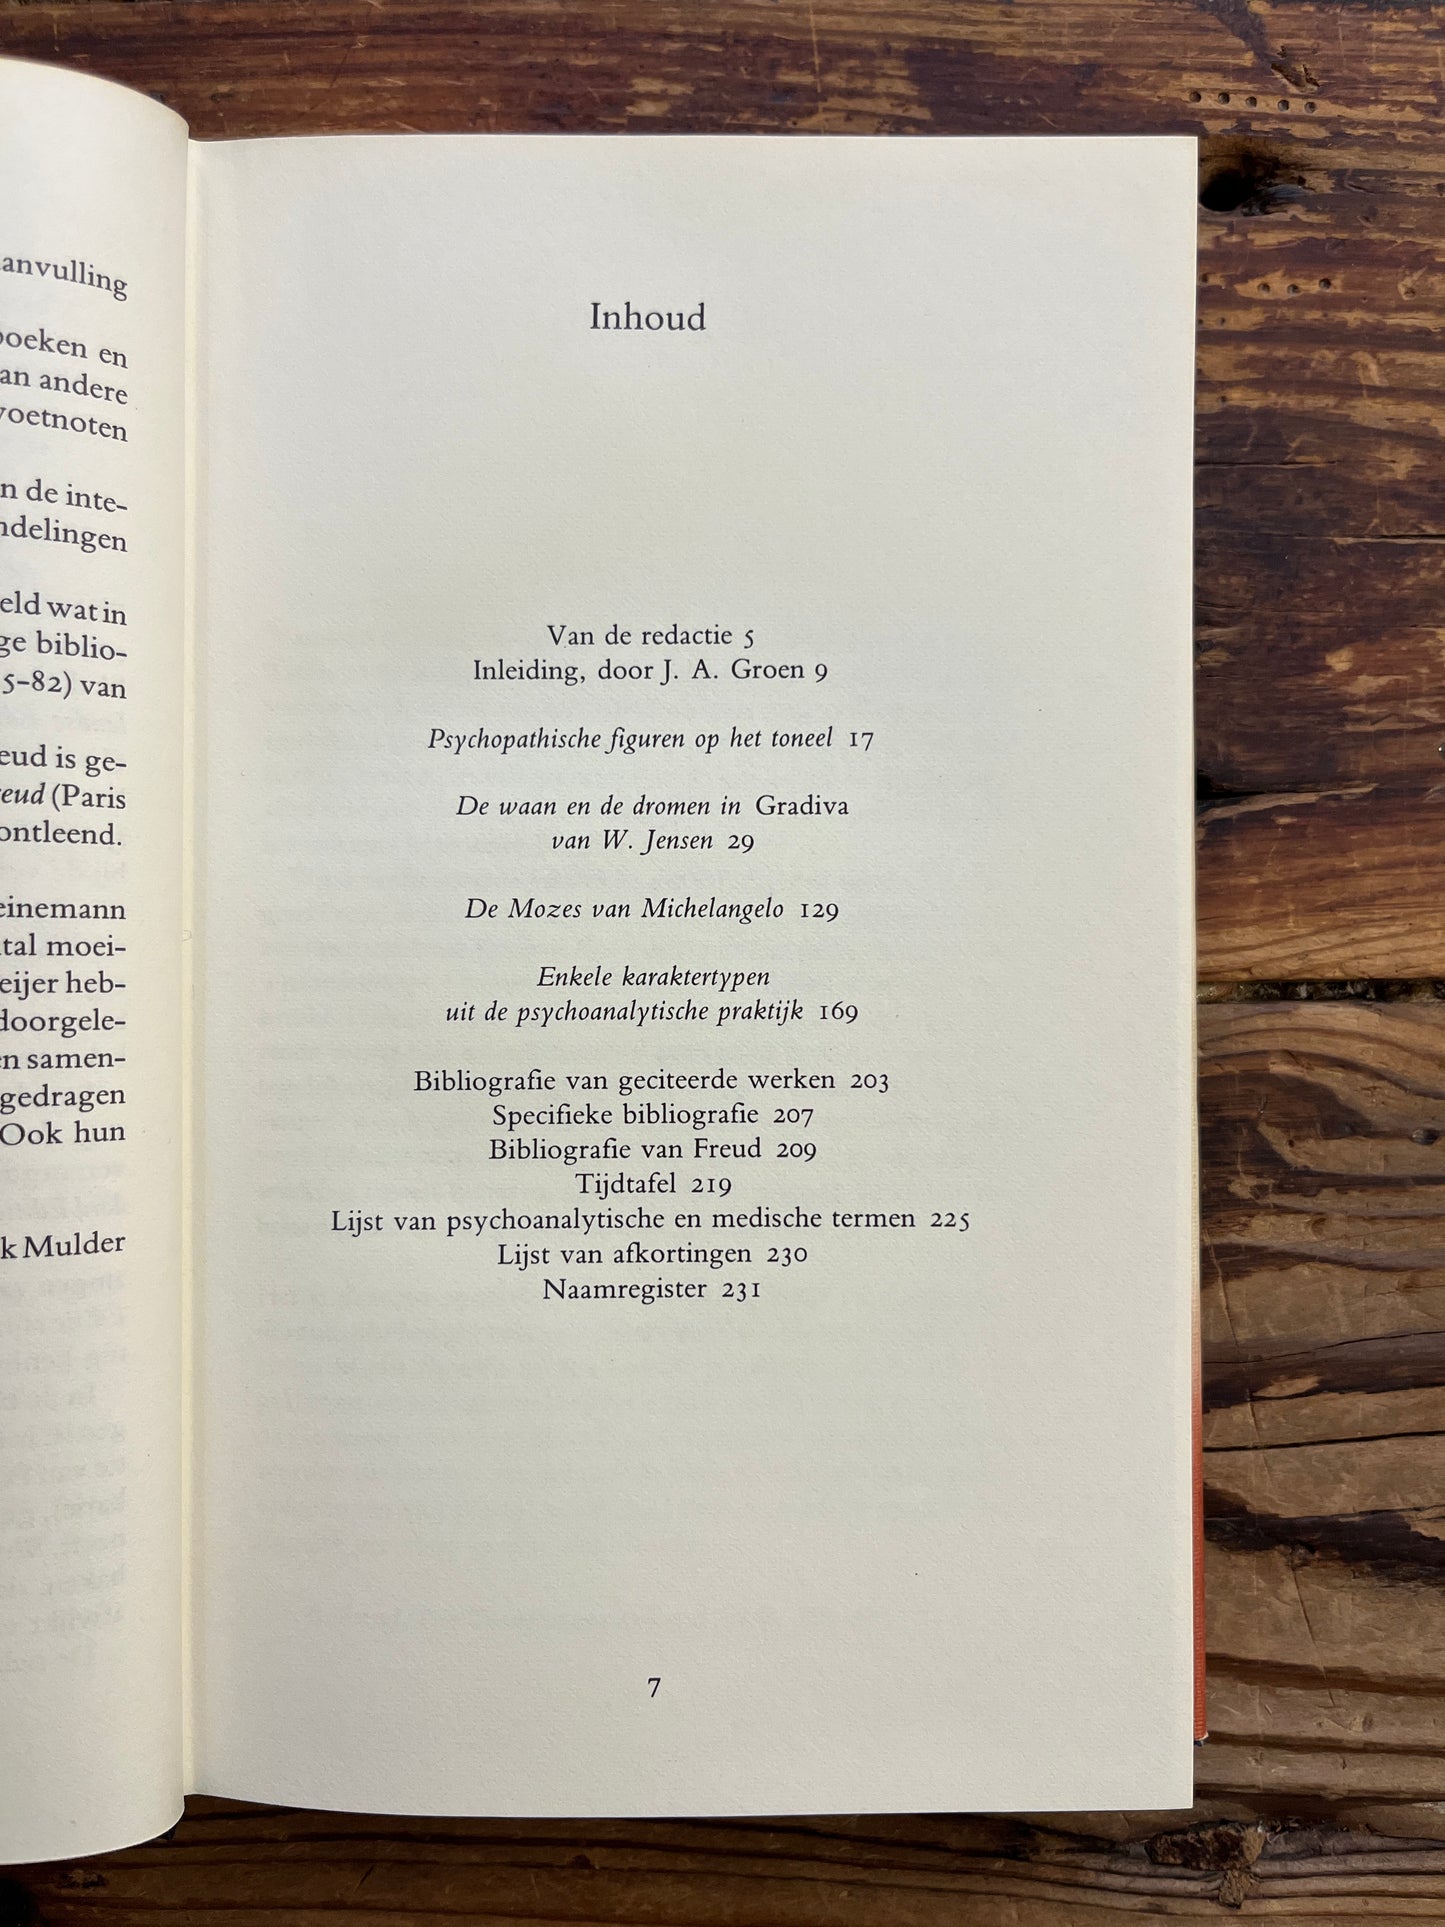 anvulling
en
an andere
voetnoten
n de inte-
ndelingen
eld wat in
ge biblio-
5–82) van
eud is ge-
eud (Paris
ontleend.
einemann
tal moei-
eijer heb-
doorgele-
en samen-
gedragen
Ook hun
k Mulder
Inhoud
Van de redactie 5
Inleiding, door J. A. Groen 9
Psychopathische figuren op het toneel 17
De waan en de dromen in Gradiva
van W. Jensen 29
De Mozes van Michelangelo 129
Enkele karaktertypen
uit de psychoanalytische praktijk 169
Bibliografie van geciteerde werken 203
Specifieke bibliografie 207
Bibliografie van Freud 209
Tijdtafel 219
Lijst van psychoanalytische en medische termen 225
Lijst van afkortingen 230
Naamregister 231
7